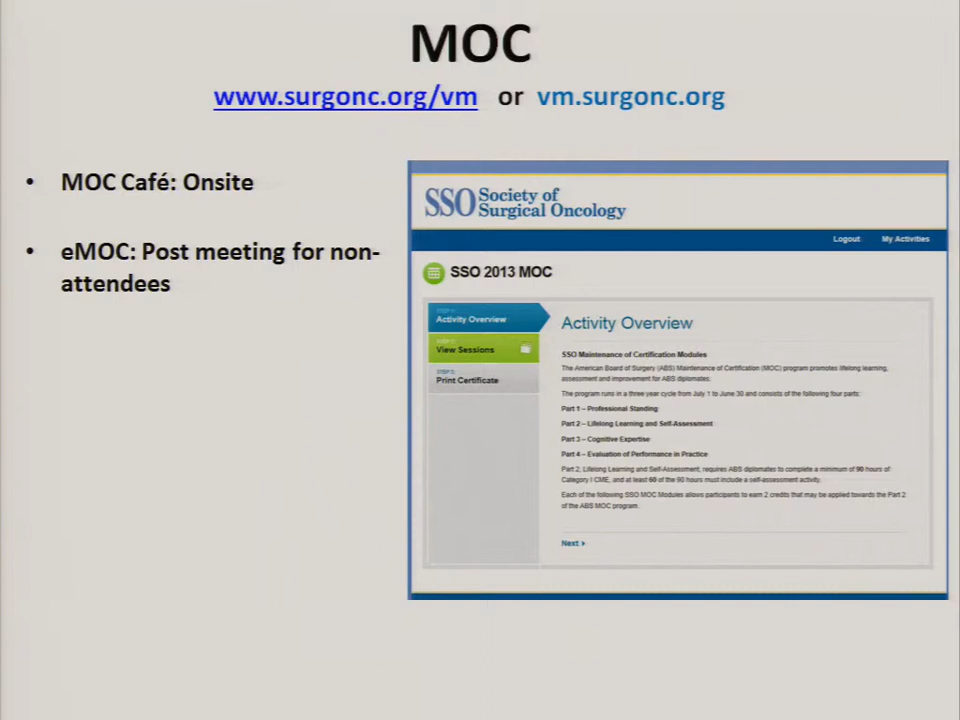 MOC
www.surgonc.org/vm or vm.surgonc.org
• MOC Café: Onsite
• eMOC: Post meeting for non-
attendees
SSO Society of
Surgical Oncology
Logout My Activities
SSO 2013 MOC
STEP 1:
Activity Overview
STEP 2:
View Sessions
STEP 3:
Print Certificate
Activity Overview
SSO Maintenance of Certification Modules
The American Board of Surgery (ABS) Maintenance of Certification (MOC) program promotes lifelong learning,
assessment and improvement for ABS diplomates.
The program runs in a three year cycle from July 1 to June 30 and consists of the following four parts:
Part 1 – Professional Standing
Part 2 – Lifelong Learning and Self-Assessment
Part 3 – Cognitive Expertise
Part 4 – Evaluation of Performance in Practice
Part 2, Lifelong Learning and Self-Assessment, requires ABS diplomates to complete a minimum of 90 hours of
Category I CME, and at least 60 of the 90 hours must include a self-assessment activity.
Each of the following SSO MOC Modules allows participants to earn 2 credits that may be applied towards the Part 2
of the ABS MOC program.
Next ›